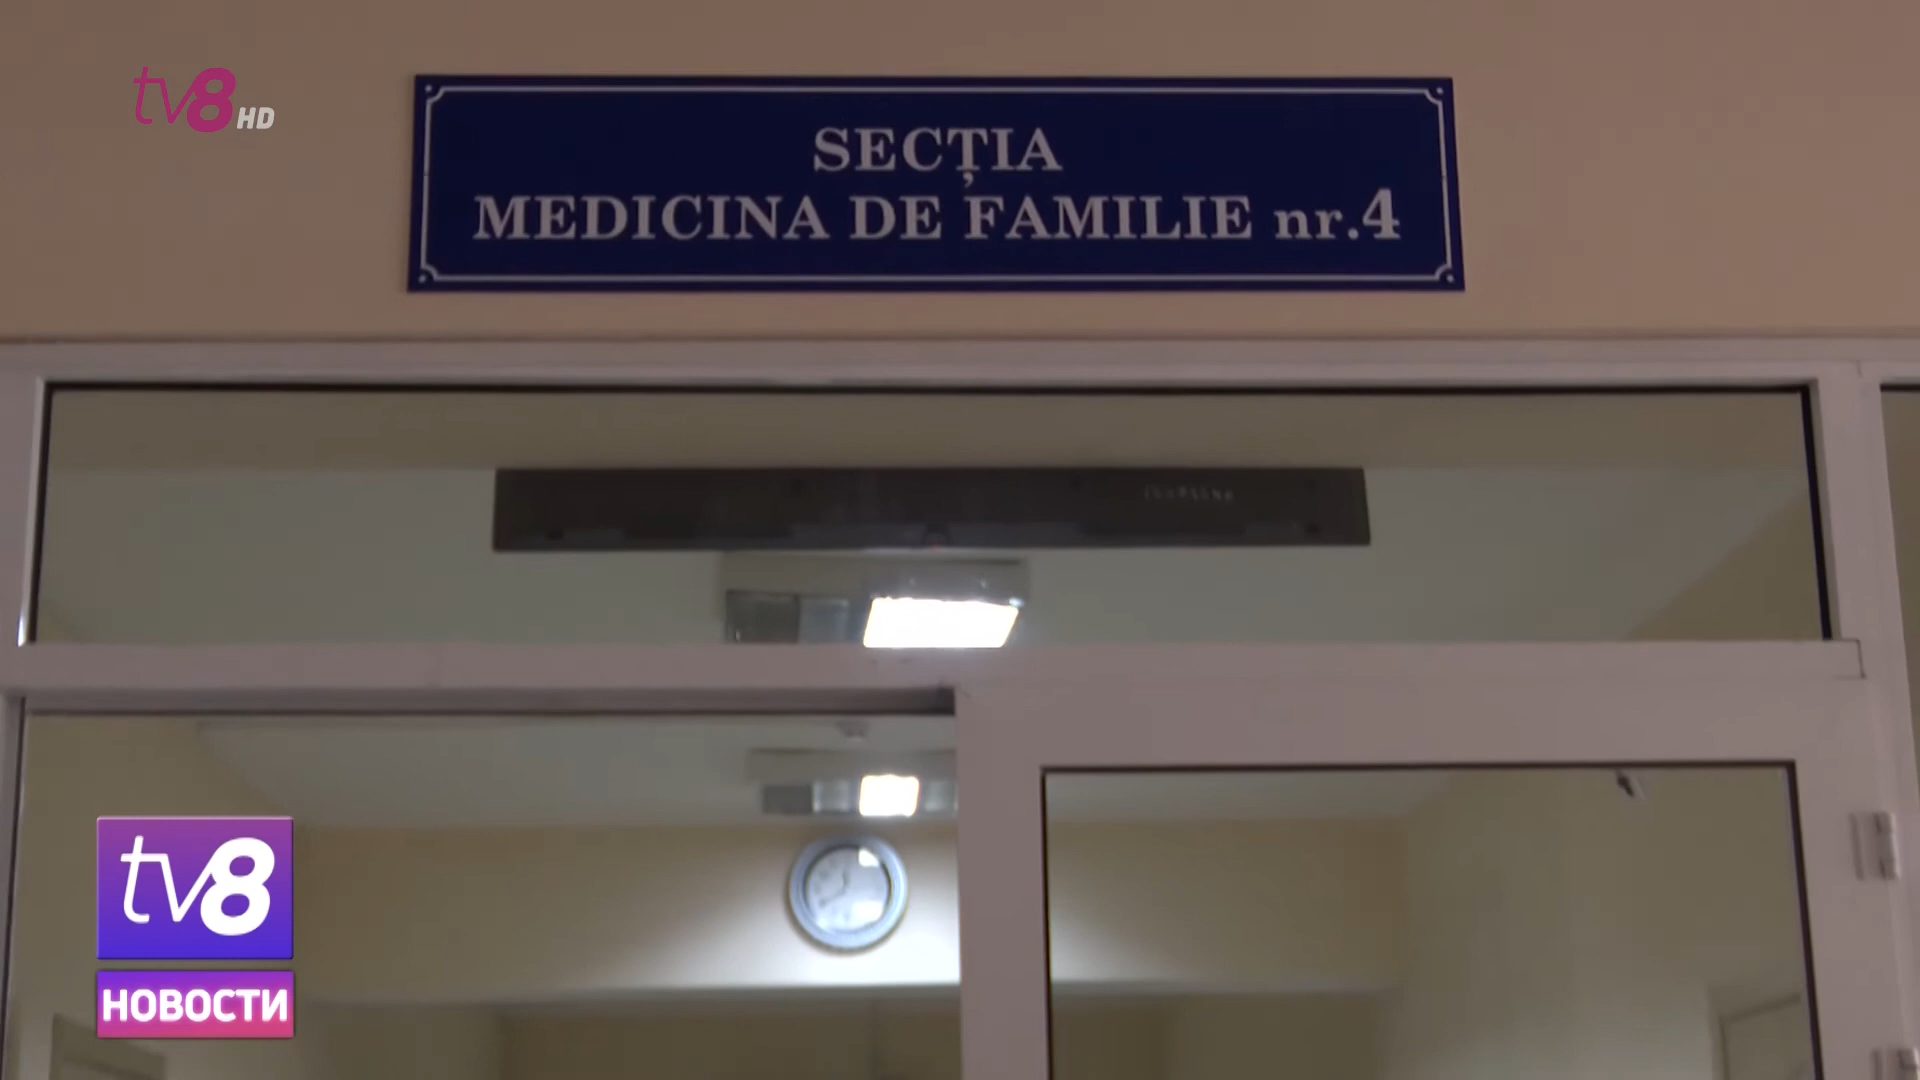 tv8 HD
SECȚIA
MEDICINA DE FAMILIE nr.4
tv8
НОВОСТИ